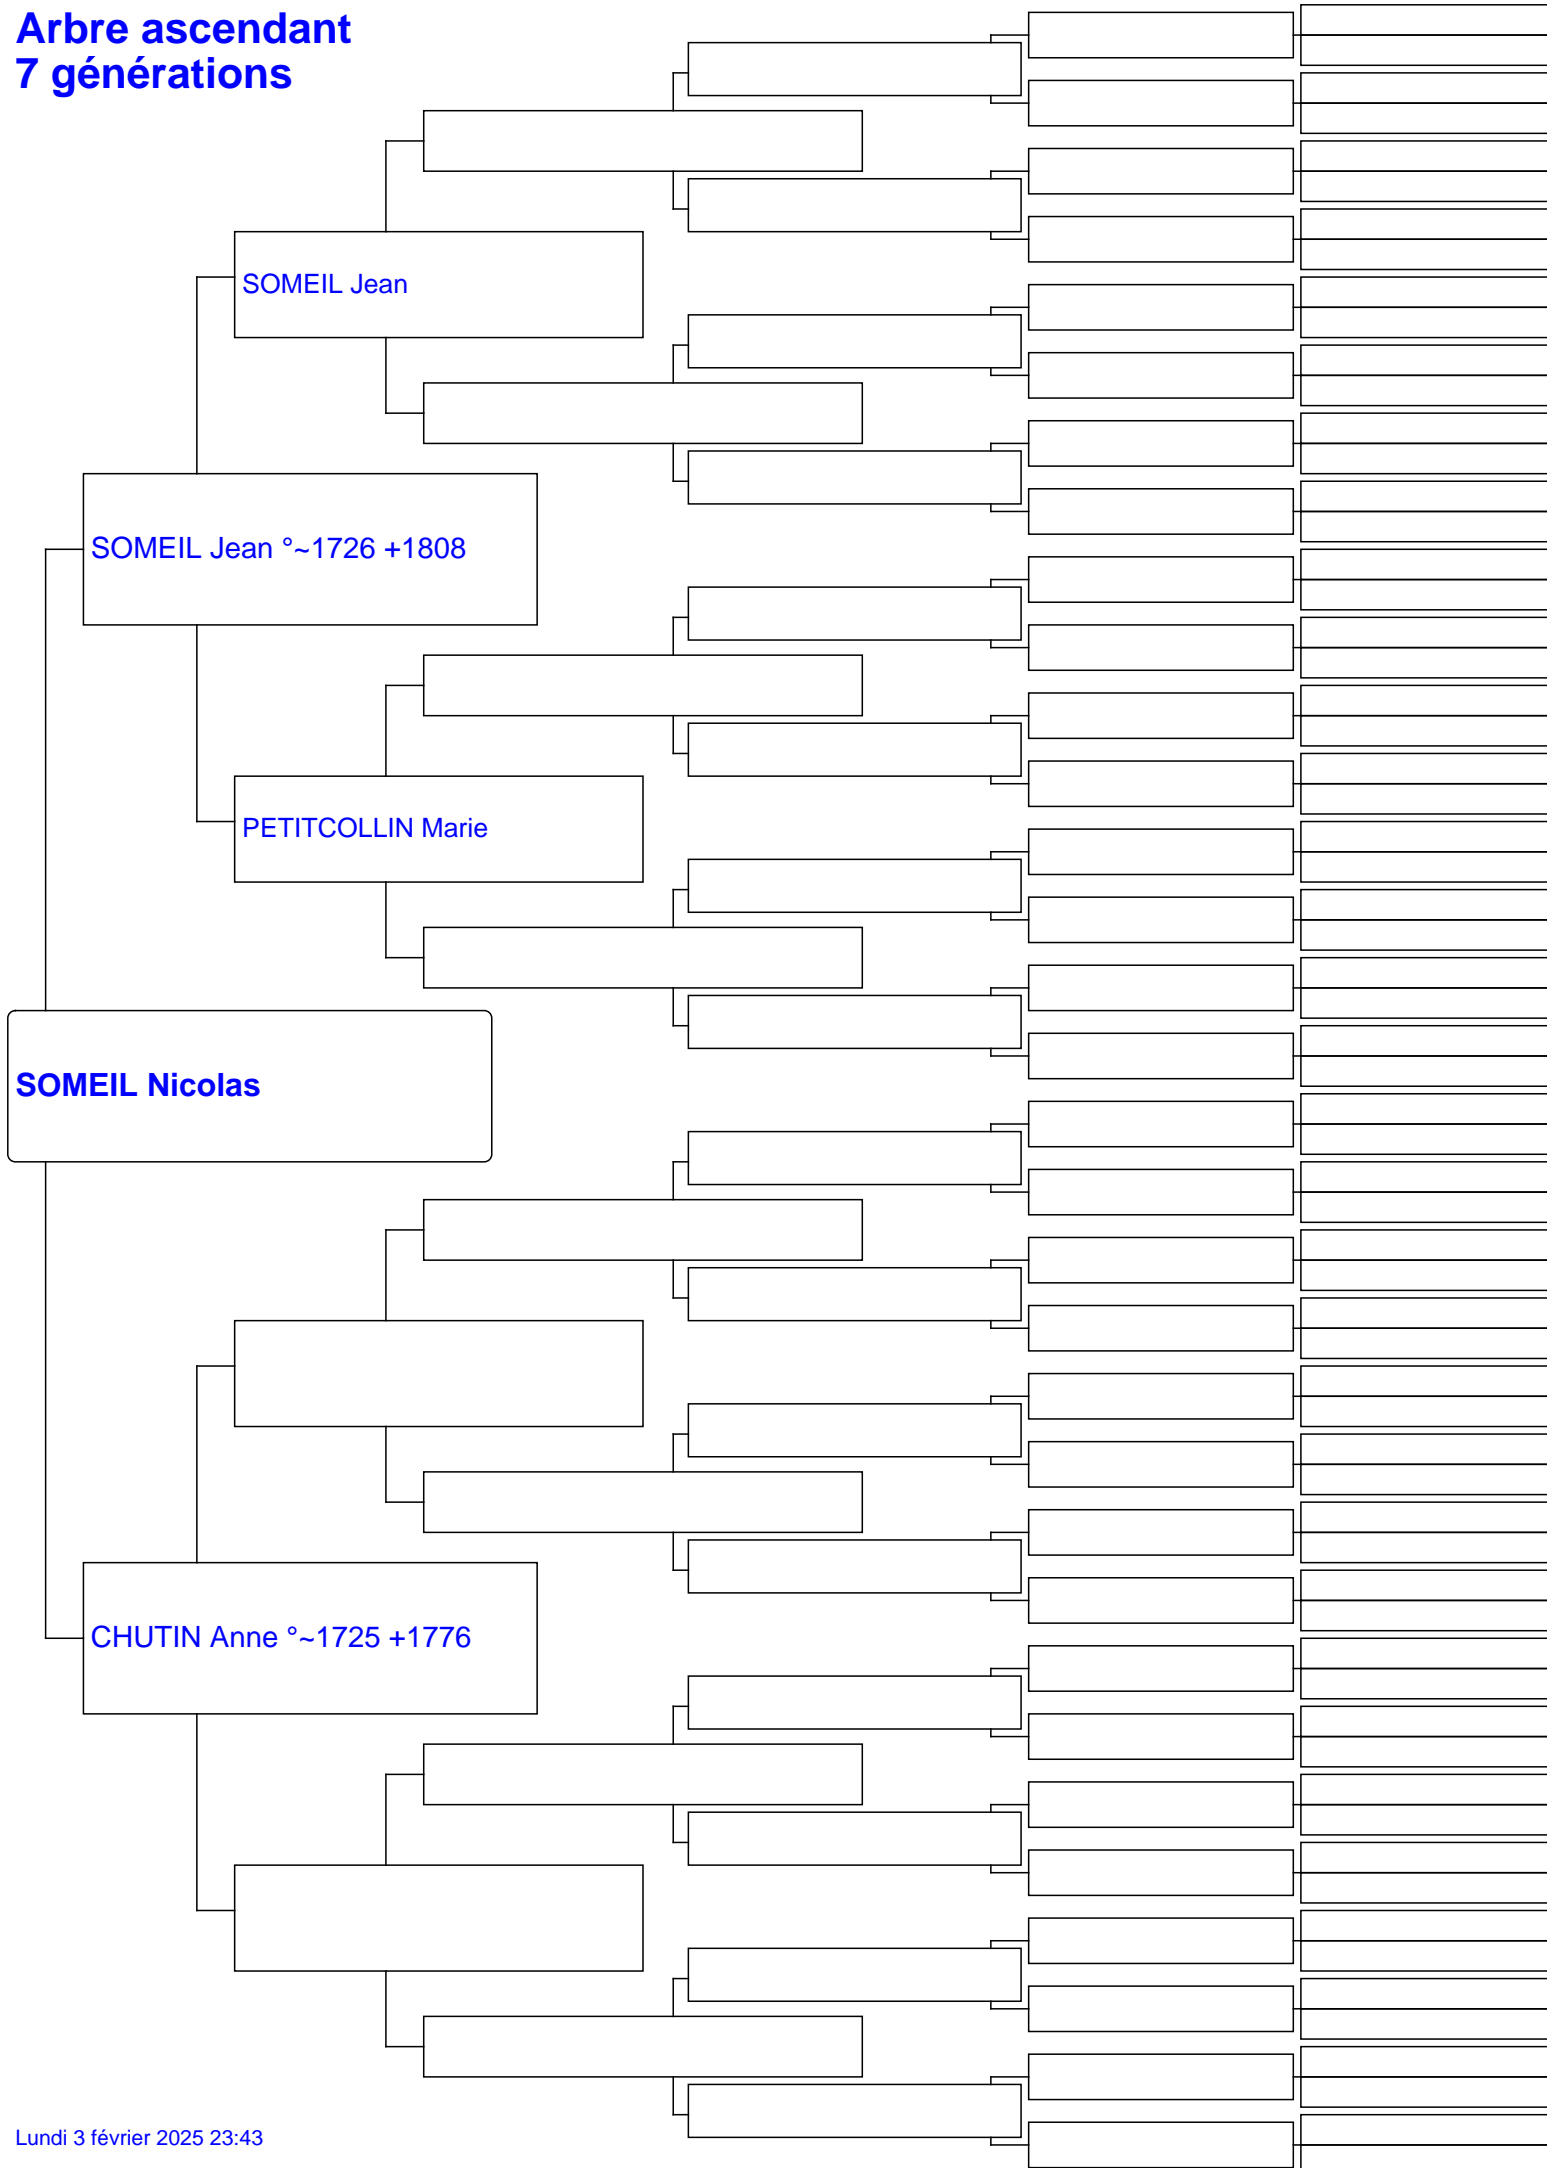 Arbre ascendant
7 générations
SOMEIL Jean
SOMEIL Jean °~1726 +1808
PETITCOLLIN Marie
SOMEIL Nicolas
CHUTIN Anne °~1725 +1776
Lundi 3 février 2025 23:43